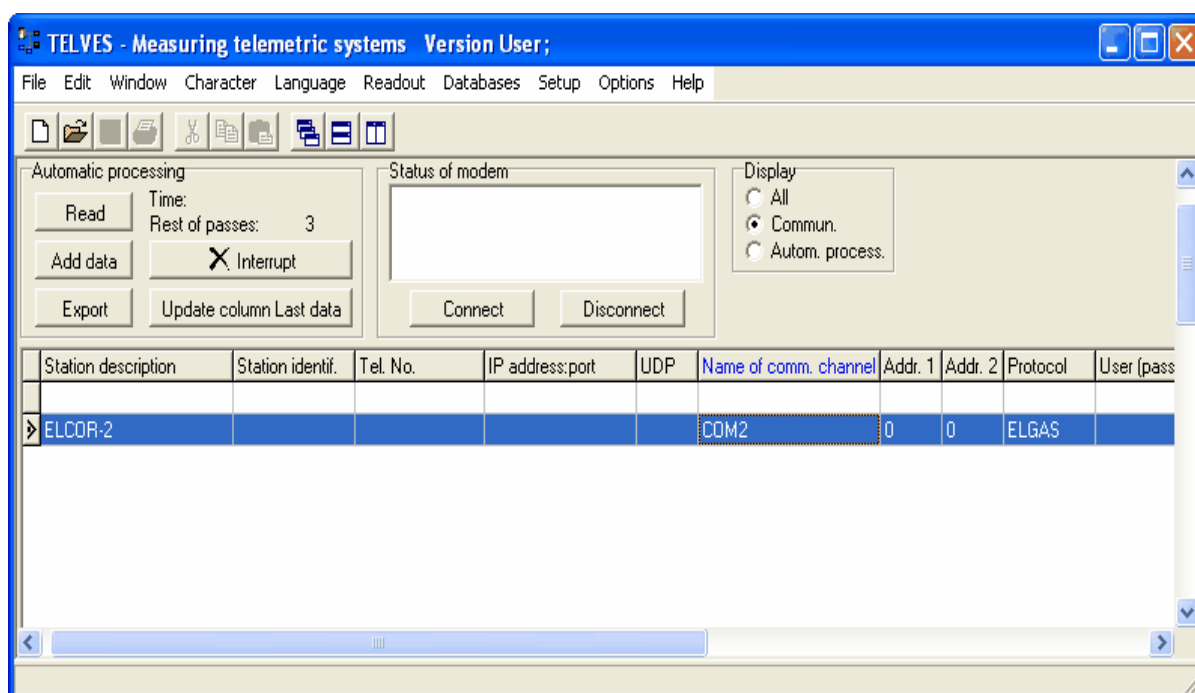 TELVES - Measuring telemetric systems Version User;
File Edit Window Character Language Readout Databases Setup Options Help
Automatic processing
Read
Time:
Rest of passes: 3
Add data
Interrupt
Export
Update column Last data
Status of modem
Connect
Disconnect
Display
All
Commun.
Autom. process.
Station description Station identif. Tel. No. IP address:port UDP Name of comm. channel Addr. 1 Addr. 2 Protocol User (pass
ELCOR-2 COM2 0 0 ELGAS